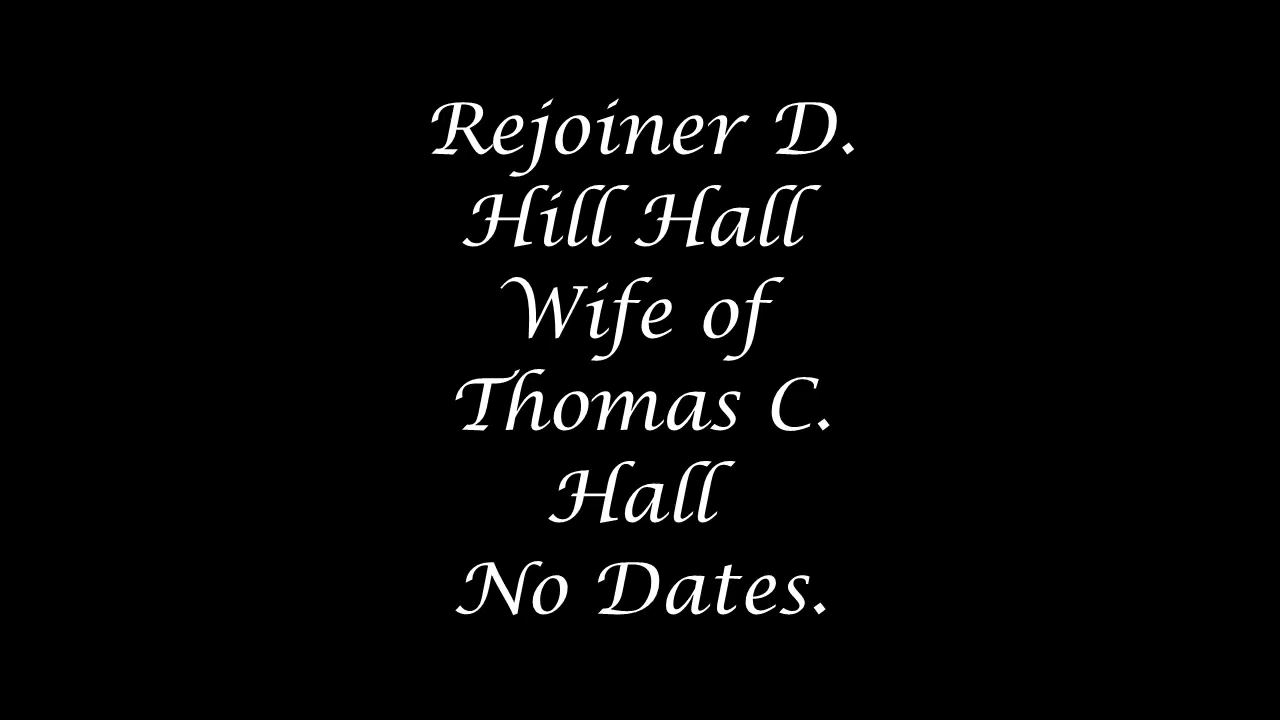 Rejoiner D.
Hill Hall
Wife of
Thomas C.
Hall
No Dates.